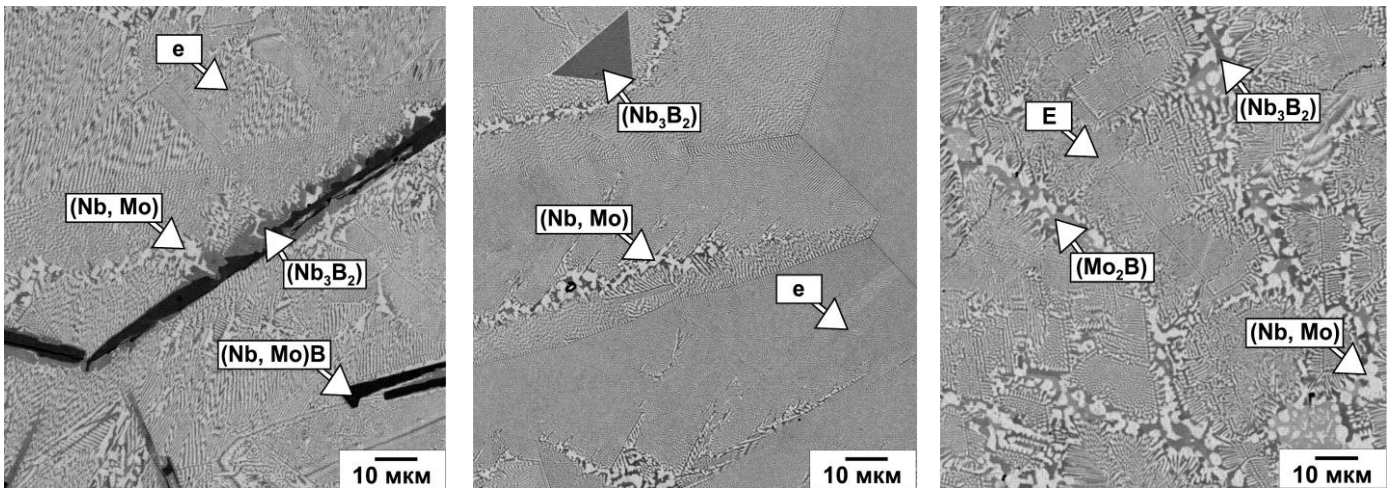 e
(Nb, Mo)
(Nb₃B₂)
(Nb, Mo)B
10 мкм
(Nb₃B₂)
(Nb, Mo)
e
10 мкм
E
(Nb₃B₂)
(Mo₂B)
(Nb, Mo)
10 мкм